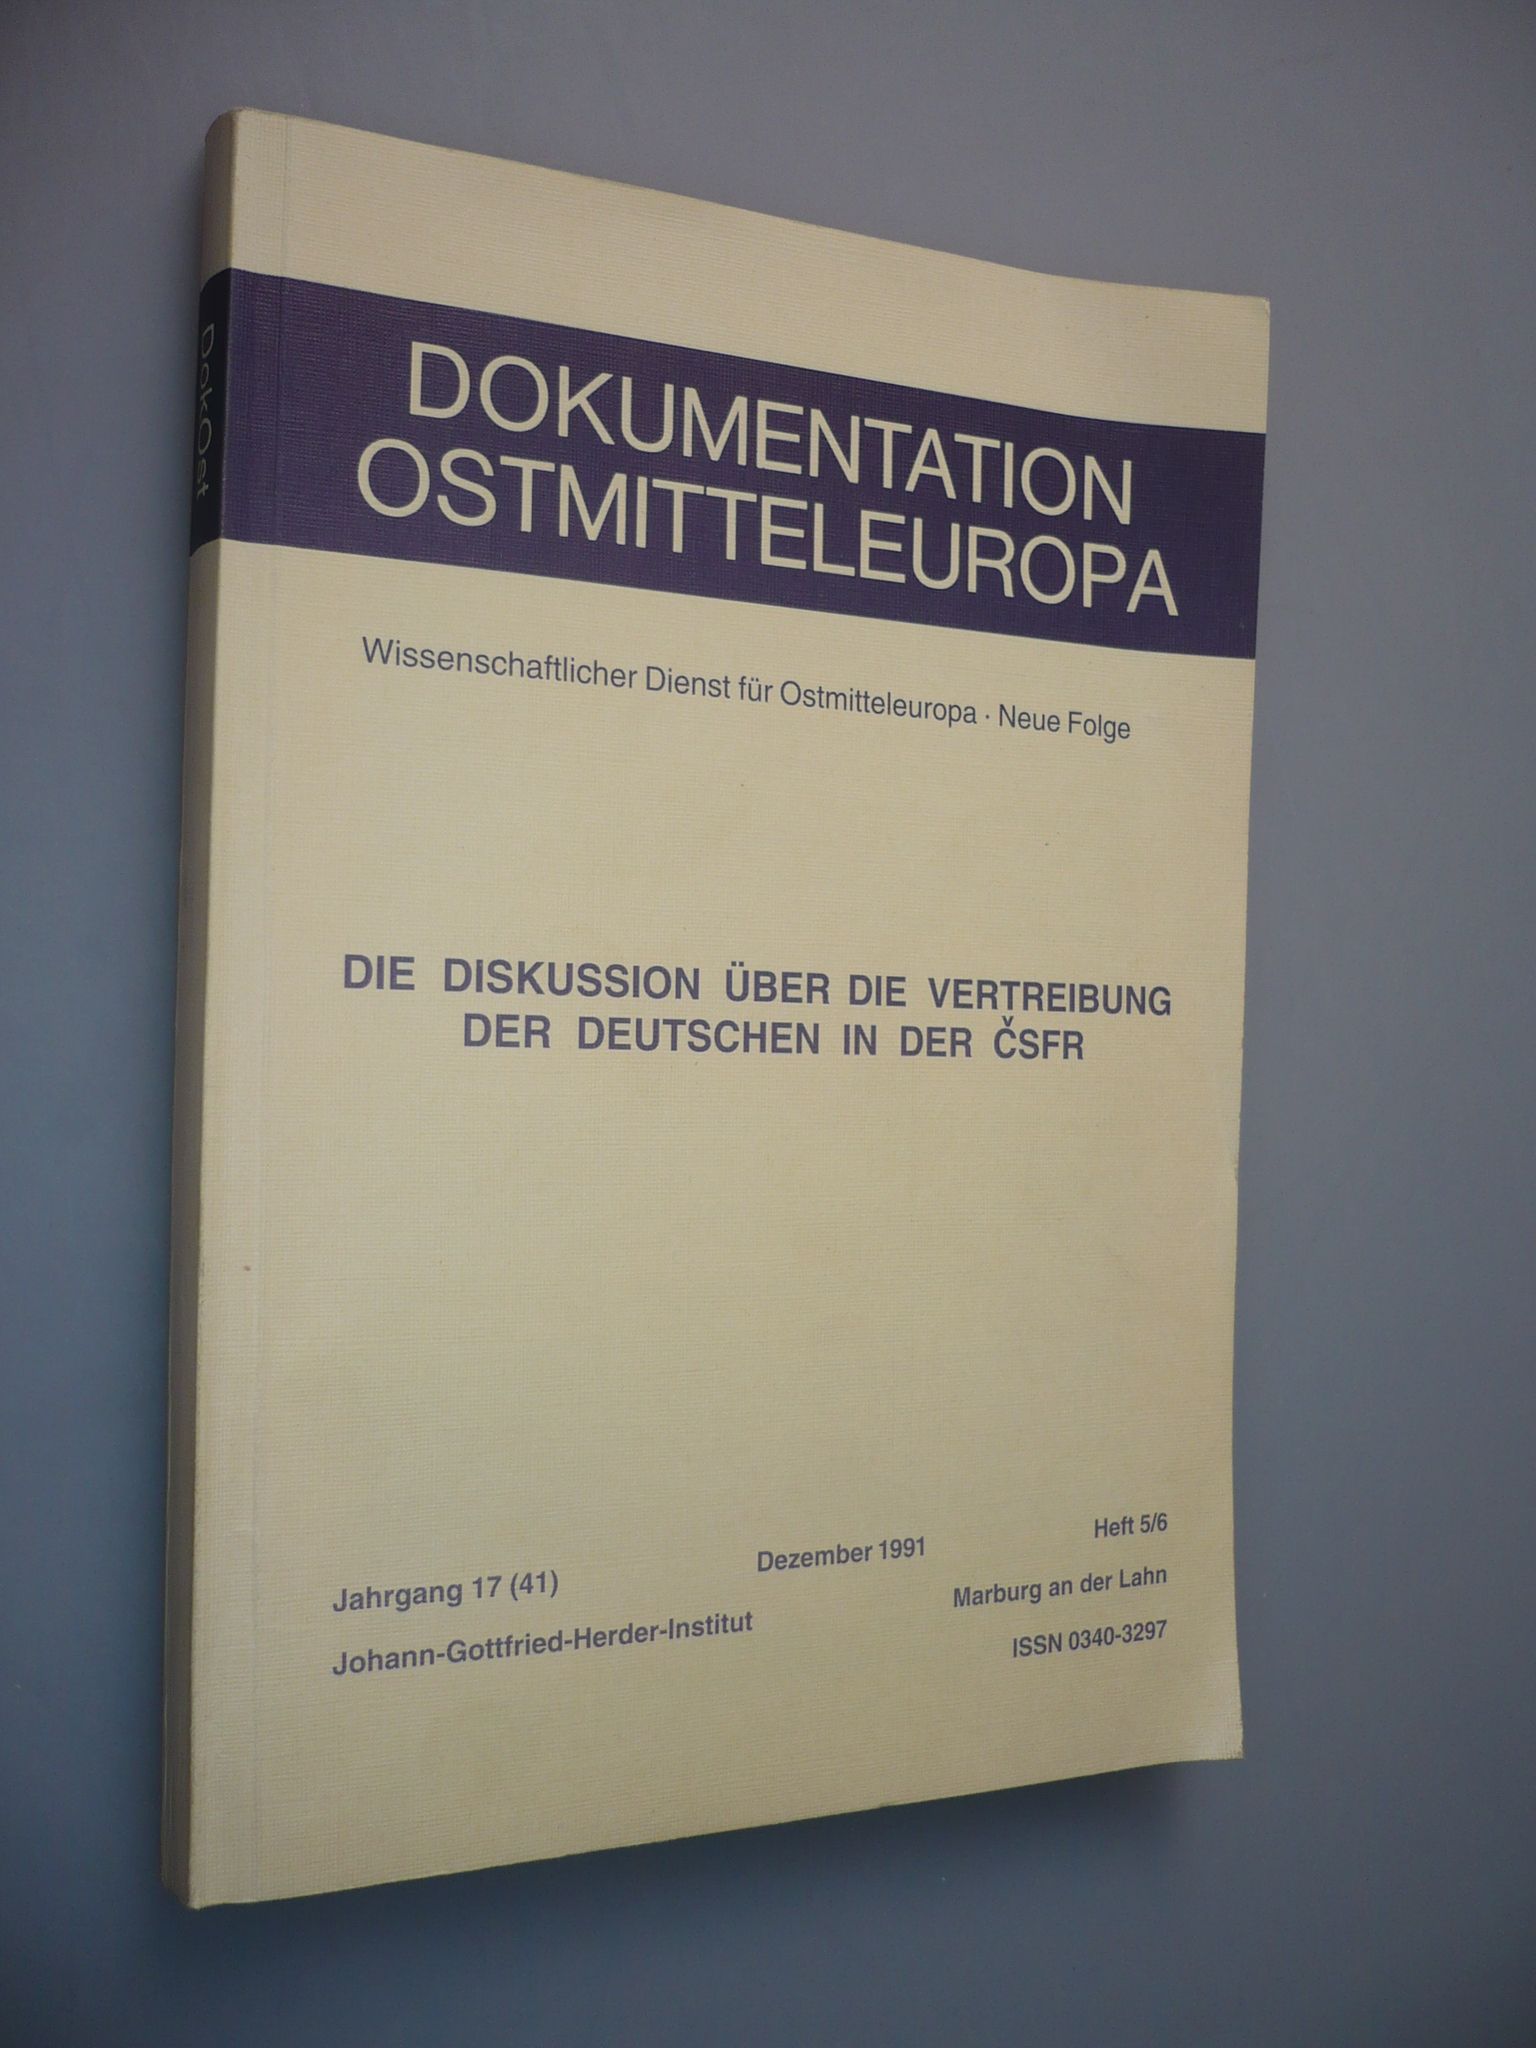 DokOst
DOKUMENTATION
OSTMITTELEUROPA
Wissenschaftlicher Dienst für Ostmitteleuropa · Neue Folge
DIE DISKUSSION ÜBER DIE VERTREIBUNG
DER DEUTSCHEN IN DER ČSFR
Jahrgang 17 (41) Dezember 1991 Heft 5/6
Johann-Gottfried-Herder-Institut Marburg an der Lahn
ISSN 0340-3297